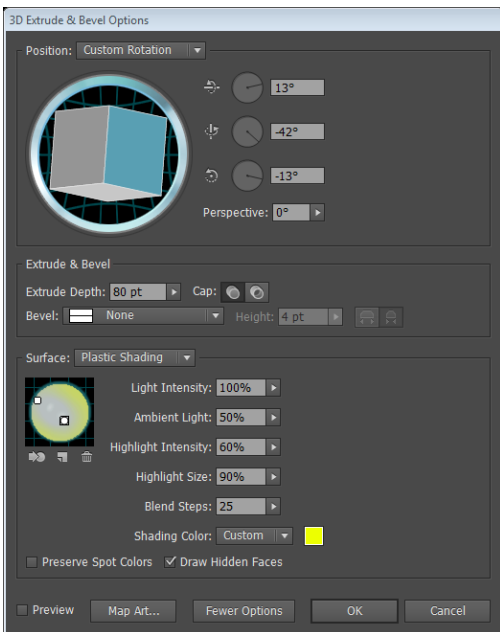 3D Extrude & Bevel Options
Position: Custom Rotation
13°
-42°
-13°
Perspective: 0°
Extrude & Bevel
Extrude Depth: 80 pt Cap:
Bevel: None Height: 4 pt
Surface: Plastic Shading
Light Intensity: 100%
Ambient Light: 50%
Highlight Intensity: 60%
Highlight Size: 90%
Blend Steps: 25
Shading Color: Custom
Preserve Spot Colors Draw Hidden Faces
Preview Map Art... Fewer Options OK Cancel